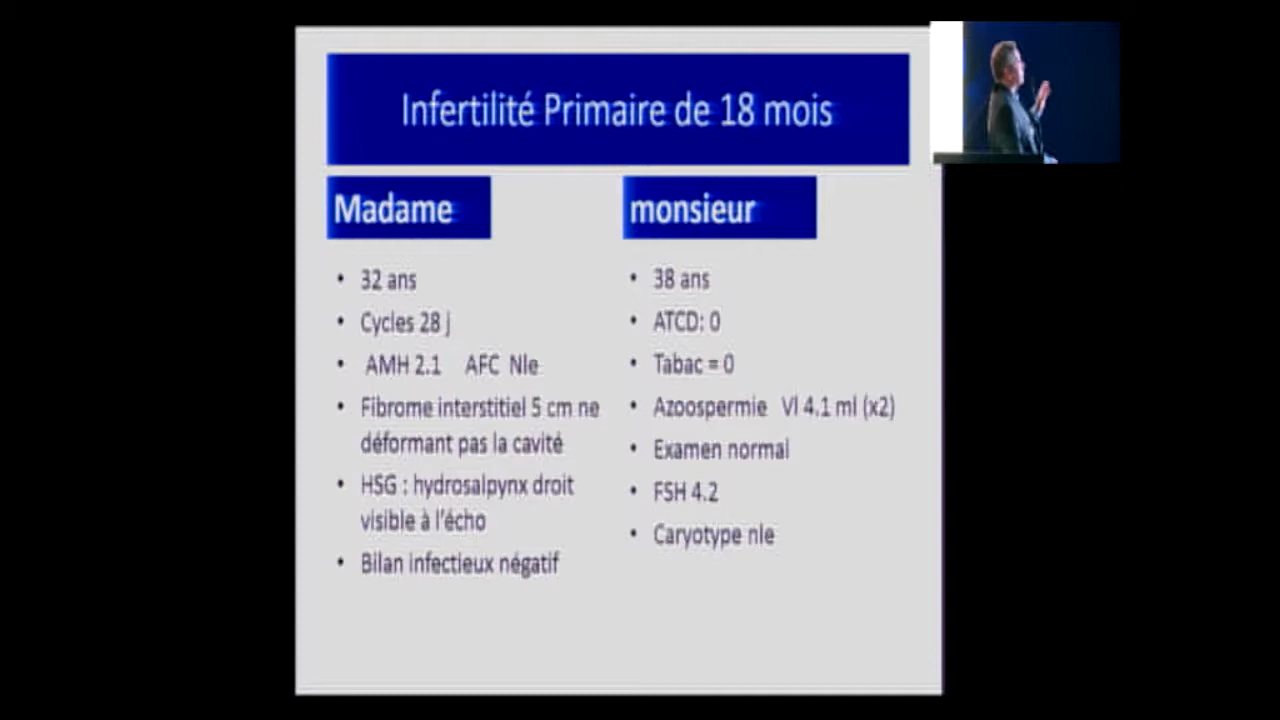 Infertilité Primaire de 18 mois
Madame
• 32 ans
• Cycles 28 j
• AMH 2.1 AFC Nle
• Fibrome interstitiel 5 cm ne
déformant pas la cavité
• HSG : hydrosalpynx droit
visible à l'écho
• Bilan infectieux négatif
monsieur
• 38 ans
• ATCD: 0
• Tabac = 0
• Azoospermie Vl 4.1 ml (x2)
• Examen normal
• FSH 4.2
• Caryotype nle